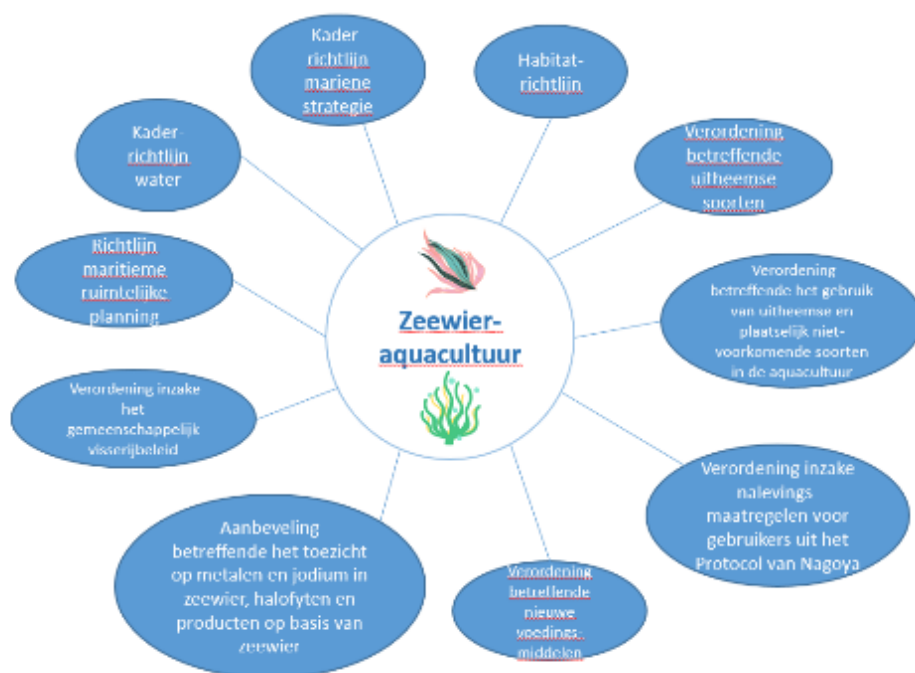 Kader
richtlijn
mariene
strategie
Habitat-
richtlijn
Kader-
richtlijn
water
Verordening
betreffende
uitheemse
soorten
Richtlijn
maritieme
ruimtelijke
planning
Zeewier-
aquacultuur
Verordening
betreffende het gebruik
van uitheemse en
plaatselijk niet-
voorkomende soorten
in de aquacultuur
Verordening inzake
het
gemeenschappelijk
visserijbeleid
Verordening inzake
nalevings
maatregelen voor
gebruikers uit het
Protocol van Nagoya
Aanbeveling
betreffende het toezicht
op metalen en jodium in
zeewier, halofyten en
producten op basis van
zeewier
Verordening
betreffende
nieuwe
voedings-
middelen